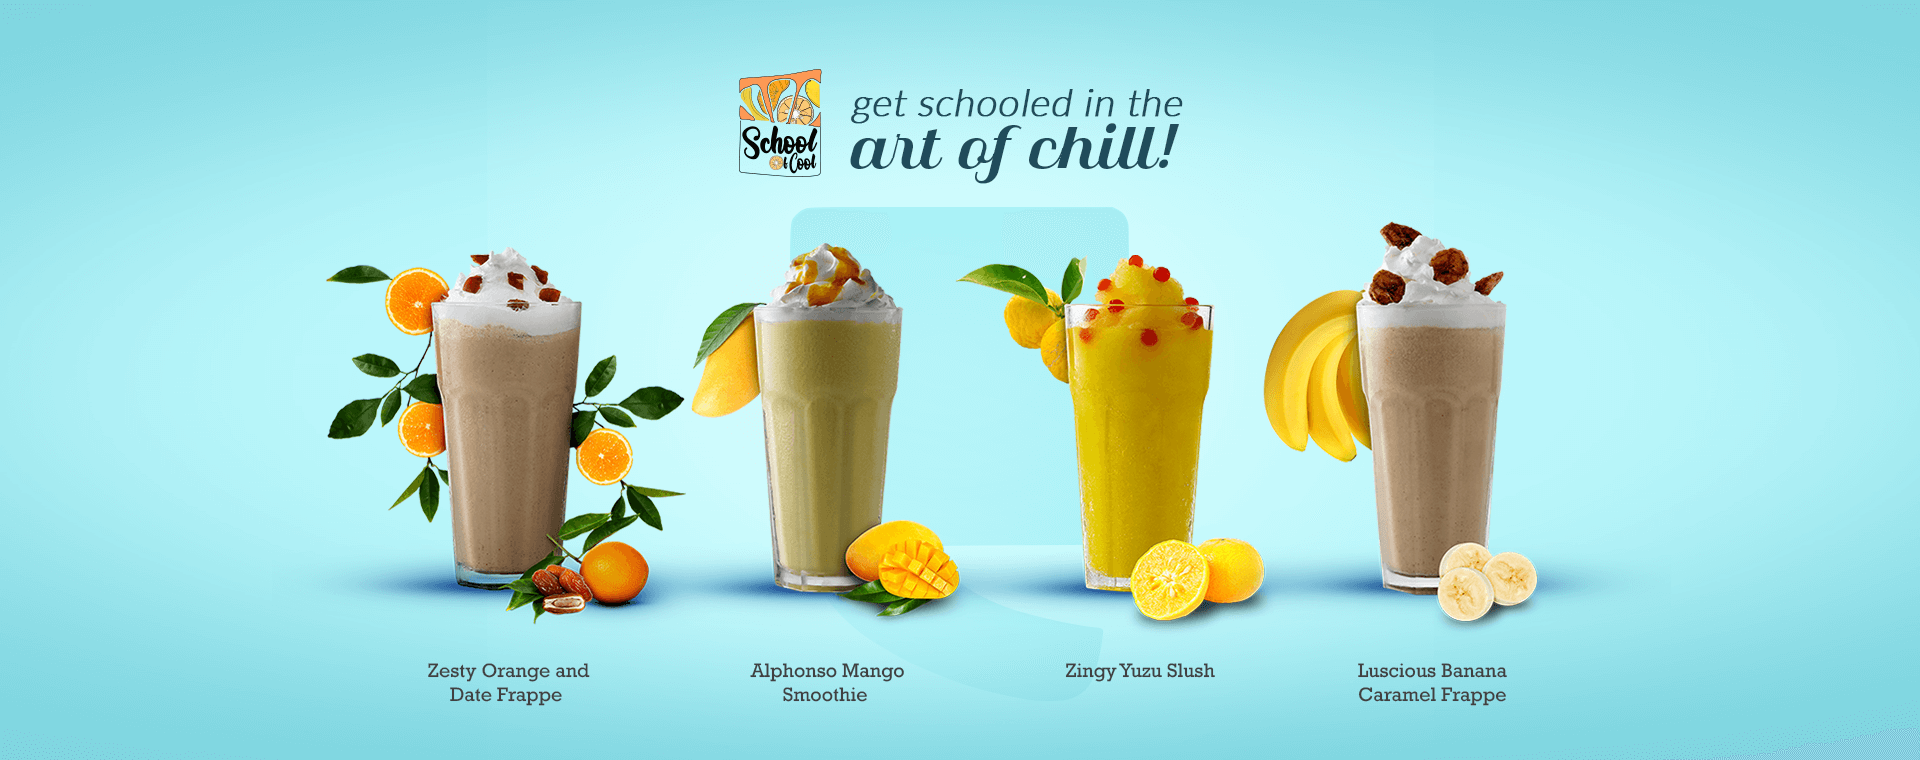 School
of Cool
get schooled in the
art of chill!
Zesty Orange and
Date Frappe
Alphonso Mango
Smoothie
Zingy Yuzu Slush
Luscious Banana
Caramel Frappe